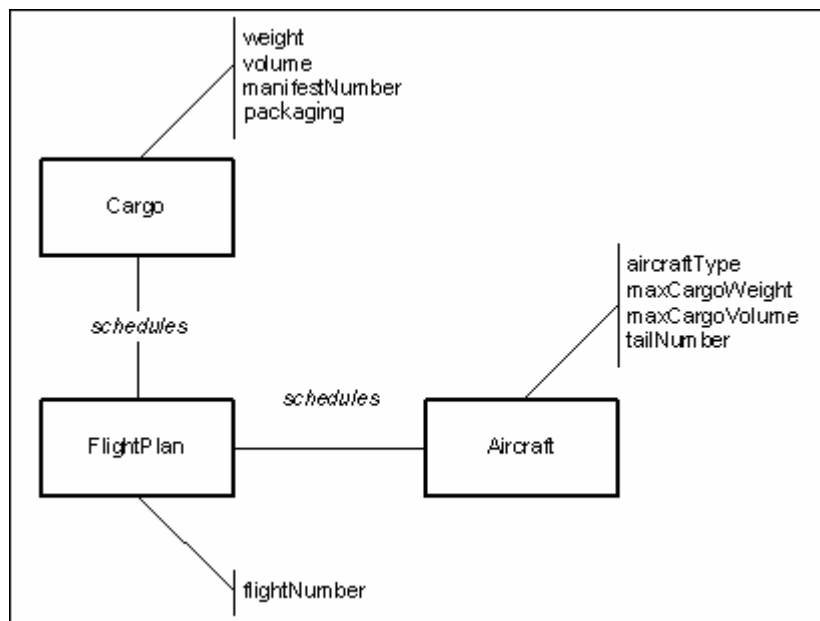 weight
volume
manifestNumber
packaging
Cargo
aircraftType
maxCargoWeight
maxCargoVolume
tailNumber
schedules
schedules
FlightPlan
Aircraft
flightNumber